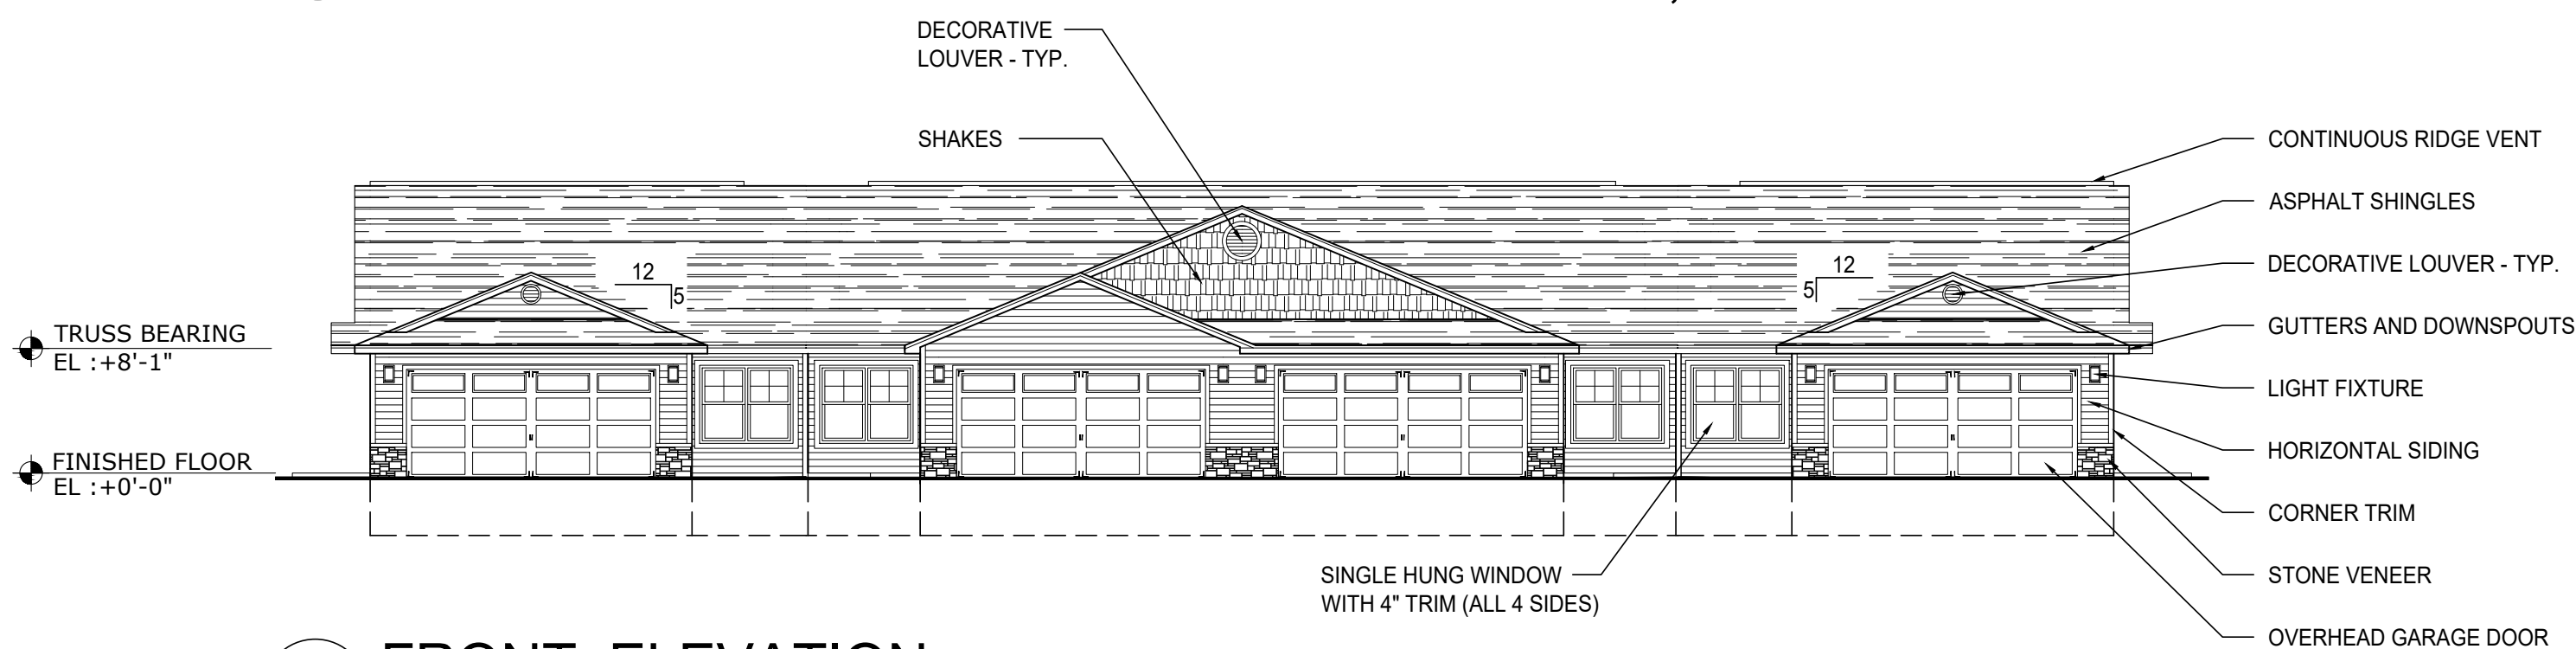 DECORATIVE
LOUVER - TYP.
SHAKES
CONTINUOUS RIDGE VENT
ASPHALT SHINGLES
DECORATIVE LOUVER - TYP.
GUTTERS AND DOWNSPOUTS
LIGHT FIXTURE
HORIZONTAL SIDING
CORNER TRIM
STONE VENEER
OVERHEAD GARAGE DOOR
12
5
12
5
TRUSS BEARING
EL :+8'-1"
FINISHED FLOOR
EL :+0'-0"
SINGLE HUNG WINDOW
WITH 4" TRIM (ALL 4 SIDES)
FRONT ELEVATION